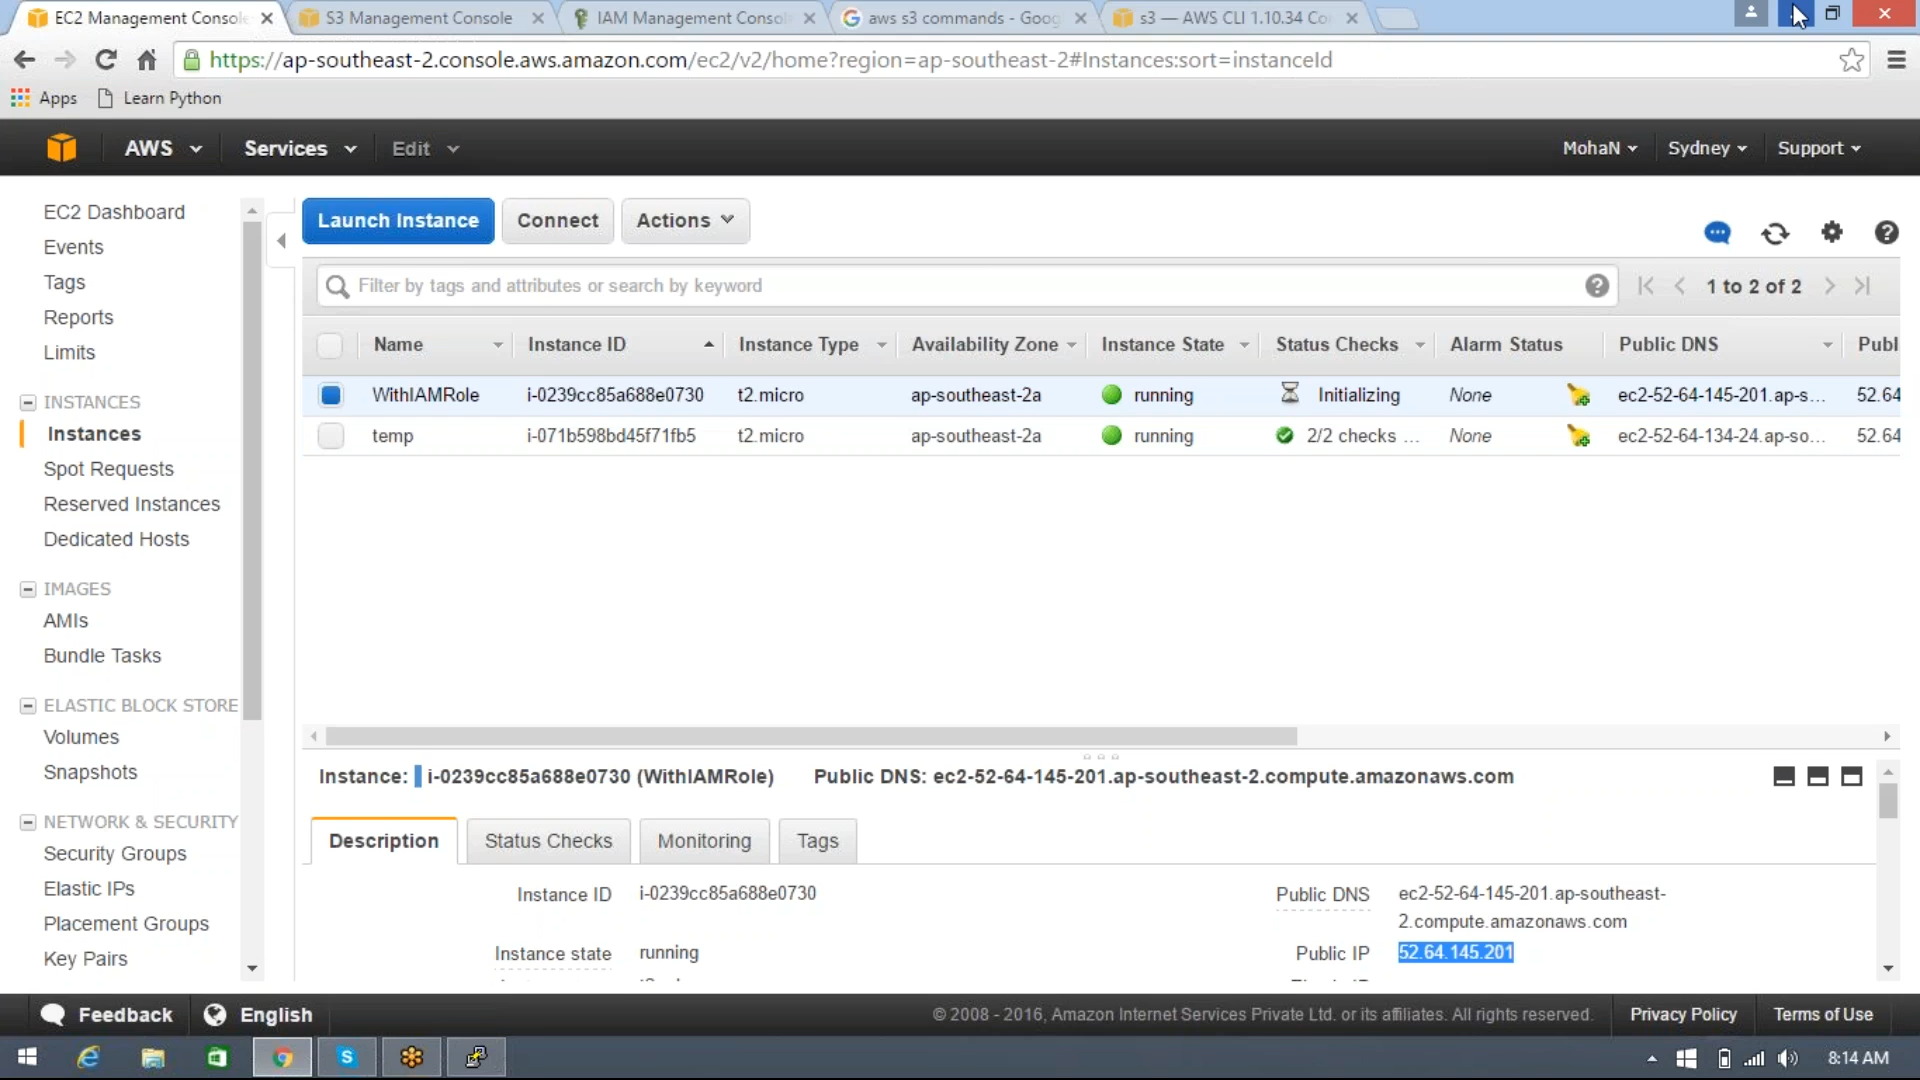 EC2 Management Console
S3 Management Console
IAM Management Consol
aws s3 commands - Goog
s3 — AWS CLI 1.10.34 Co
https://ap-southeast-2.console.aws.amazon.com/ec2/v2/home?region=ap-southeast-2#Instances:sort=instanceId
Apps
Learn Python
AWS
Services
Edit
MohaN
Sydney
Support
EC2 Dashboard
Events
Tags
Reports
Limits
INSTANCES
Instances
Spot Requests
Reserved Instances
Dedicated Hosts
IMAGES
AMIs
Bundle Tasks
ELASTIC BLOCK STORE
Volumes
Snapshots
NETWORK & SECURITY
Security Groups
Elastic IPs
Placement Groups
Key Pairs
Launch Instance
Connect
Actions
Filter by tags and attributes or search by keyword
1 to 2 of 2
Name Instance ID Instance Type Availability Zone Instance State Status Checks Alarm Status Public DNS Publ
WithIAMRole i-0239cc85a688e0730 t2.micro ap-southeast-2a running Initializing None ec2-52-64-145-201.ap-s... 52.64
temp i-071b598bd45f71fb5 t2.micro ap-southeast-2a running 2/2 checks ... None ec2-52-64-134-24.ap-so... 52.64
Instance: i-0239cc85a688e0730 (WithIAMRole) Public DNS: ec2-52-64-145-201.ap-southeast-2.compute.amazonaws.com
Description
Status Checks
Monitoring
Tags
Instance ID i-0239cc85a688e0730
Instance state running
Public DNS ec2-52-64-145-201.ap-southeast-
2.compute.amazonaws.com
Public IP 52.64.145.201
Feedback
English
© 2008 - 2016, Amazon Internet Services Private Ltd. or its affiliates. All rights reserved.
Privacy Policy
Terms of Use
8:14 AM